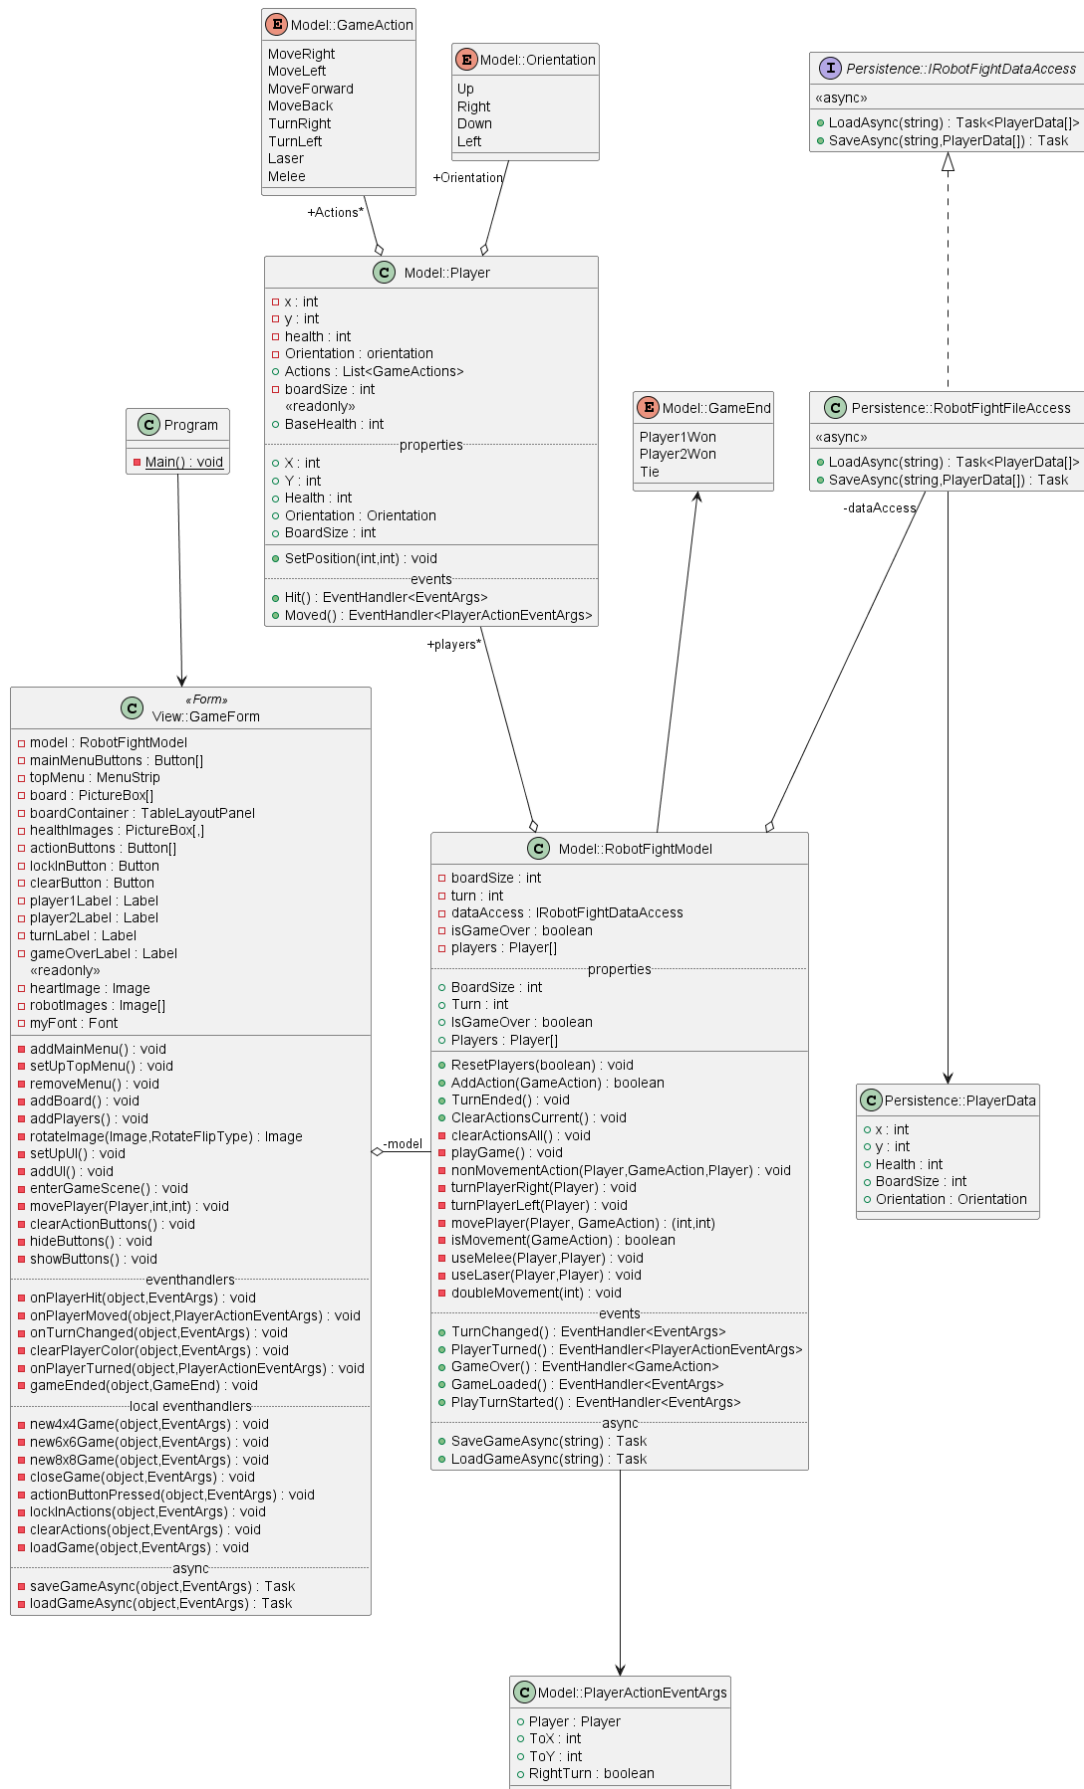 E Model::GameAction
MoveRight
MoveLeft
MoveForward
MoveBack
TurnRight
TurnLeft
Laser
Melee
E Model::Orientation
Up
Right
Down
Left
I Persistence::IRobotFightDataAccess
«async»
LoadAsync(string) : Task<PlayerData[]>
SaveAsync(string,PlayerData[]) : Task
+Actions*
+Orientation
C Model::Player
x : int
y : int
health : int
Orientation : orientation
Actions : List<GameActions>
boardSize : int
«readonly»
BaseHealth : int
properties
X : int
Y : int
Health : int
Orientation : Orientation
BoardSize : int
SetPosition(int,int) : void
events
Hit() : EventHandler<EventArgs>
Moved() : EventHandler<PlayerActionEventArgs>
C Program
Main() : void
E Model::GameEnd
Player1Won
Player2Won
Tie
C Persistence::RobotFightFileAccess
«async»
LoadAsync(string) : Task<PlayerData[]>
SaveAsync(string,PlayerData[]) : Task
-dataAccess
+players*
C «Form»
View::GameForm
model : RobotFightModel
mainMenuButtons : Button[]
topMenu : MenuStrip
board : PictureBox[]
boardContainer : TableLayoutPanel
healthImages : PictureBox[,]
actionButtons : Button[]
lockInButton : Button
clearButton : Button
player1Label : Label
player2Label : Label
turnLabel : Label
gameOverLabel : Label
«readonly»
heartImage : Image
robotImages : Image[]
myFont : Font
addMainMenu() : void
setUpTopMenu() : void
removeMenu() : void
addBoard() : void
addPlayers() : void
rotateImage(Image,RotateFlipType) : Image
setUpUI() : void
addUI() : void
enterGameScene() : void
movePlayer(Player,int,int) : void
clearActionButtons() : void
hideButtons() : void
showButtons() : void
eventhandlers
onPlayerHit(object,EventArgs) : void
onPlayerMoved(object,PlayerActionEventArgs) : void
onTurnChanged(object,EventArgs) : void
clearPlayerColor(object,EventArgs) : void
onPlayerTurned(object,PlayerActionEventArgs) : void
gameEnded(object,GameEnd) : void
local eventhandlers
new4x4Game(object,EventArgs) : void
new6x6Game(object,EventArgs) : void
new8x8Game(object,EventArgs) : void
closeGame(object,EventArgs) : void
actionButtonPressed(object,EventArgs) : void
lockInActions(object,EventArgs) : void
clearActions(object,EventArgs) : void
loadGame(object,EventArgs) : void
async
saveGameAsync(object,EventArgs) : Task
loadGameAsync(object,EventArgs) : Task
-model
C Model::RobotFightModel
boardSize : int
turn : int
dataAccess : IRobotFightDataAccess
isGameOver : boolean
players : Player[]
properties
BoardSize : int
Turn : int
IsGameOver : boolean
Players : Player[]
ResetPlayers(boolean) : void
AddAction(GameAction) : boolean
TurnEnded() : void
ClearActionsCurrent() : void
clearActionsAll() : void
playGame() : void
nonMovementAction(Player,GameAction,Player) : void
turnPlayerRight(Player) : void
turnPlayerLeft(Player) : void
movePlayer(Player, GameAction) : (int,int)
isMovement(GameAction) : boolean
useMelee(Player,Player) : void
useLaser(Player,Player) : void
doubleMovement(int) : void
events
TurnChanged() : EventHandler<EventArgs>
PlayerTurned() : EventHandler<PlayerActionEventArgs>
GameOver() : EventHandler<GameAction>
GameLoaded() : EventHandler<EventArgs>
PlayTurnStarted() : EventHandler<EventArgs>
async
SaveGameAsync(string) : Task
LoadGameAsync(string) : Task
C Persistence::PlayerData
x : int
y : int
Health : int
BoardSize : int
Orientation : Orientation
C Model::PlayerActionEventArgs
Player : Player
ToX : int
ToY : int
RightTurn : boolean